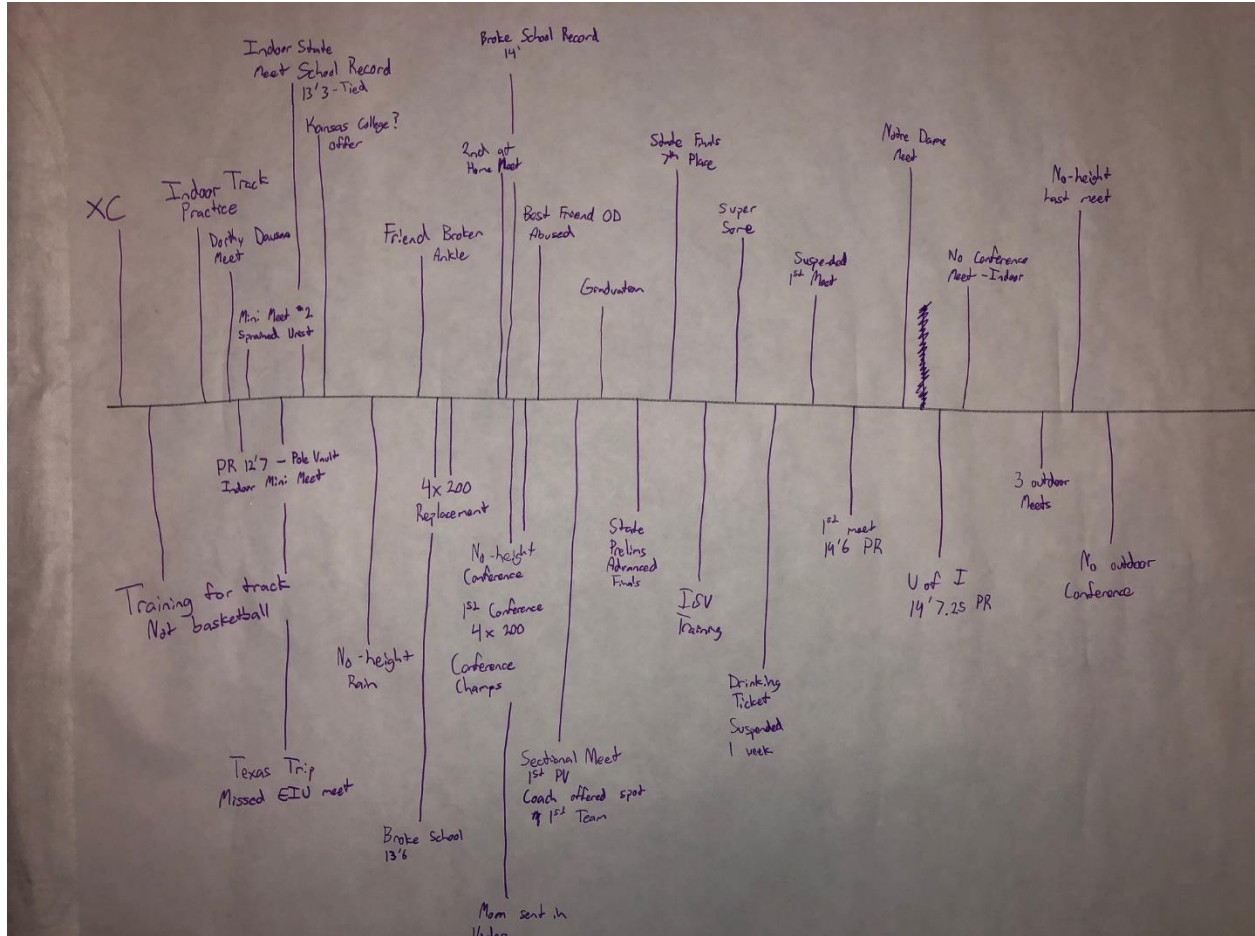 Indoor State
Meet School Record
13'3 - Tied
Kansas College?
offer
Broke School Record
14'
2nd at
Home Meet
State Finals
7th Place
Notre Dame
Meet
No-height
Last meet
XC
Indoor Track
Practice
Dorthy Dawson
Meet
Mini Meet #2
Sprained Wrist
Friend Broken
Ankle
Best Friend OD
Abused
Graduation
Super
Sore
Suspended
1st Meet
No Conference
Meet - Indoor
PR 12'7 - Pole Vault
Indoor Mini Meet
Training for track
Not basketball
Texas Trip
Missed EIU meet
No-height
Rain
4x200
Replacement
Broke School
13'6
No-height
Conference
1st Conference
4x200
Conference
Champs
Mom sent in
Sectional Meet
1st PV
Coach offered spot
1st Team
State
Prelims
Advanced
Finals
ISU
Training
Drinking
Ticket
Suspended
1 week
1st meet
14'6 PR
U of I
14'7.25 PR
3 outdoor
Meets
No outdoor
Conference